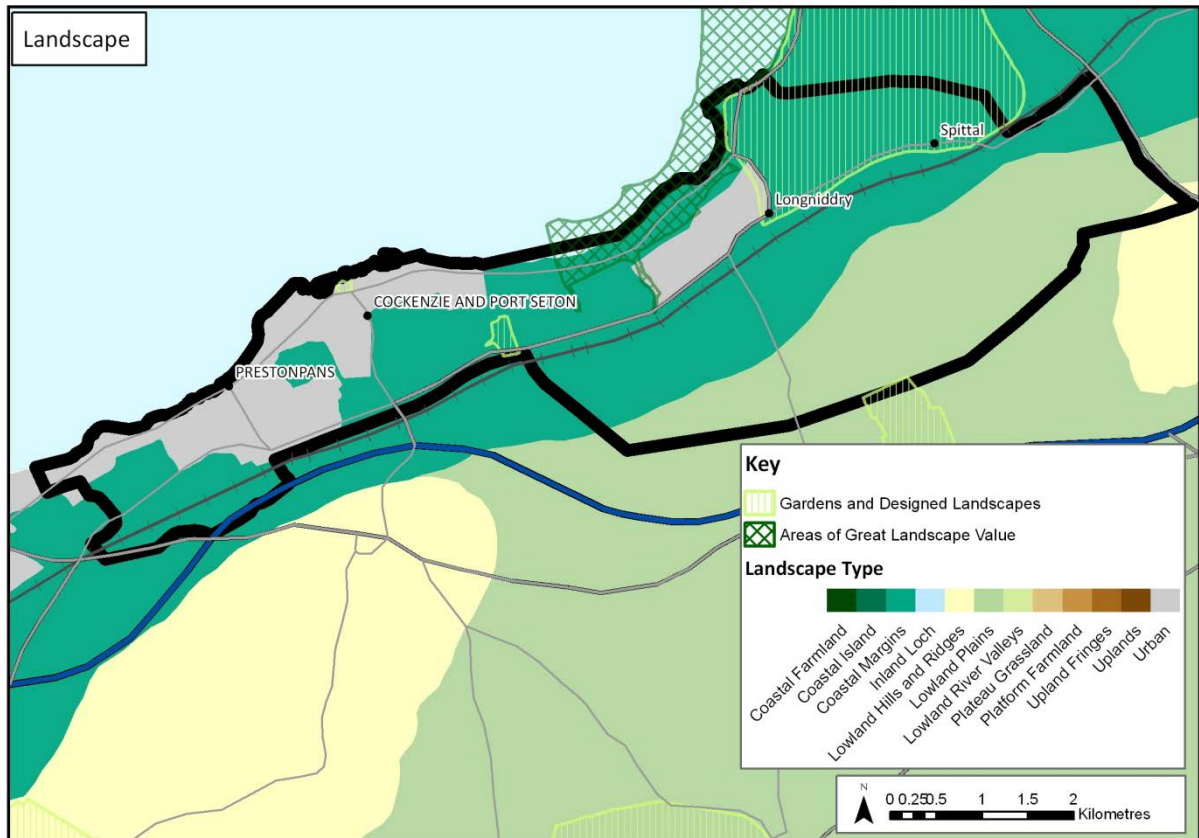 Landscape
Spittal
Longniddry
COCKENZIE AND PORT SETON
PRESTONPANS
Key
Gardens and Designed Landscapes
Areas of Great Landscape Value
Landscape Type
Coastal Farmland
Coastal Island
Coastal Margins
Inland Loch
Lowland Hills and Ridges
Lowland Plains
Lowland River Valleys
Plateau Grassland
Platform Farmland
Upland Fringes
Uplands
Urban
N
0 0.25 0.5 1 1.5 2
Kilometres